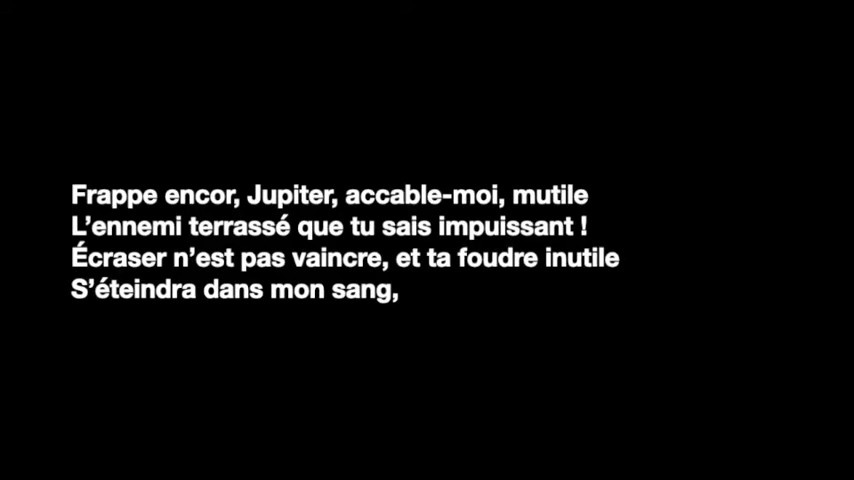 Frappe encor, Jupiter, accable-moi, mutile
L’ennemi terrassé que tu sais impuissant !
Écraser n’est pas vaincre, et ta foudre inutile
S’éteindra dans mon sang,